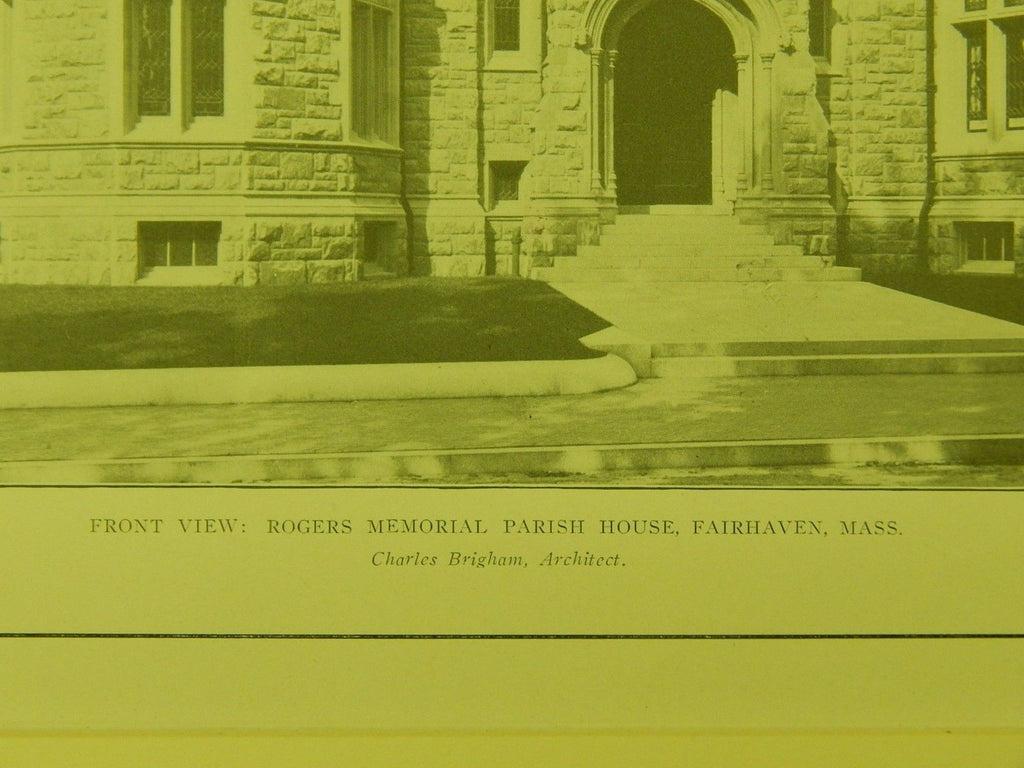 FRONT VIEW: ROGERS MEMORIAL PARISH HOUSE, FAIRHAVEN, MASS.
Charles Brigham, Architect.